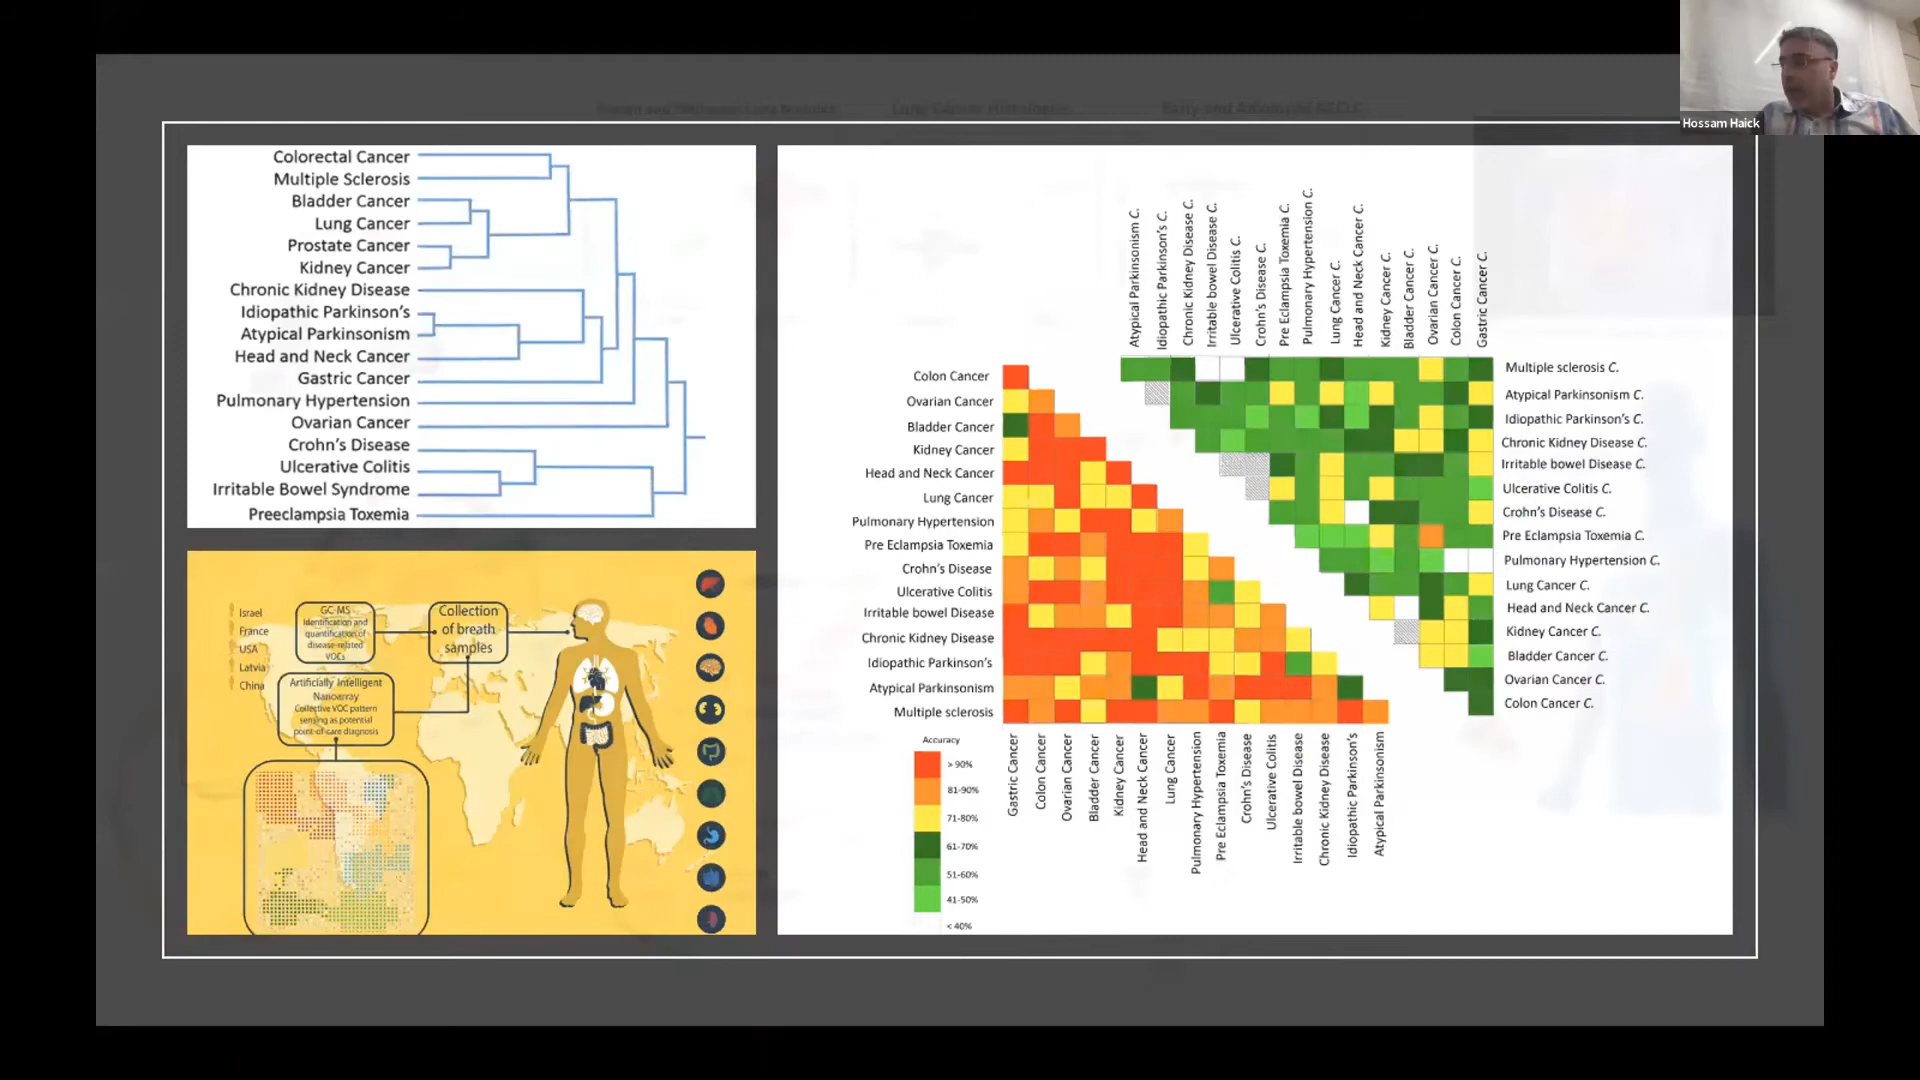 Hossam Haick
Colorectal Cancer
Multiple Sclerosis
Bladder Cancer
Lung Cancer
Prostate Cancer
Kidney Cancer
Chronic Kidney Disease
Idiopathic Parkinson's
Atypical Parkinsonism
Head and Neck Cancer
Gastric Cancer
Pulmonary Hypertension
Ovarian Cancer
Crohn's Disease
Ulcerative Colitis
Irritable Bowel Syndrome
Preeclampsia Toxemia
Israel
France
USA
Latvia
China
GC-MS
Identification and
quantification of
disease-related
VOCs
Collection
of breath
samples
Artificially Intelligent
Nanoarray
Collective VOC pattern
sensing as potential
point-of-care diagnosis
Atypical Parkinsonism C.
Idiopathic Parkinson's C.
Chronic Kidney Disease C.
Irritable bowel Disease C.
Ulcerative Colitis C.
Crohn's Disease C.
Pre Eclampsia Toxemia C.
Pulmonary Hypertension C.
Lung Cancer C.
Head and Neck Cancer C.
Kidney Cancer C.
Bladder Cancer C.
Ovarian Cancer C.
Colon Cancer C.
Gastric Cancer C.
Multiple sclerosis C.
Atypical Parkinsonism C.
Idiopathic Parkinson's C.
Chronic Kidney Disease C.
Irritable bowel Disease C.
Ulcerative Colitis C.
Crohn's Disease C.
Pre Eclampsia Toxemia C.
Pulmonary Hypertension C.
Lung Cancer C.
Head and Neck Cancer C.
Kidney Cancer C.
Bladder Cancer C.
Ovarian Cancer C.
Colon Cancer C.
Colon Cancer
Ovarian Cancer
Bladder Cancer
Kidney Cancer
Head and Neck Cancer
Lung Cancer
Pulmonary Hypertension
Pre Eclampsia Toxemia
Crohn's Disease
Ulcerative Colitis
Irritable bowel Disease
Chronic Kidney Disease
Idiopathic Parkinson's
Atypical Parkinsonism
Multiple sclerosis
Gastric Cancer
Colon Cancer
Ovarian Cancer
Bladder Cancer
Kidney Cancer
Head and Neck Cancer
Lung Cancer
Pulmonary Hypertension
Pre Eclampsia Toxemia
Crohn's Disease
Ulcerative Colitis
Irritable bowel Disease
Chronic Kidney Disease
Idiopathic Parkinson's
Atypical Parkinsonism
Accuracy
> 90%
81-90%
71-80%
61-70%
51-60%
41-50%
< 40%